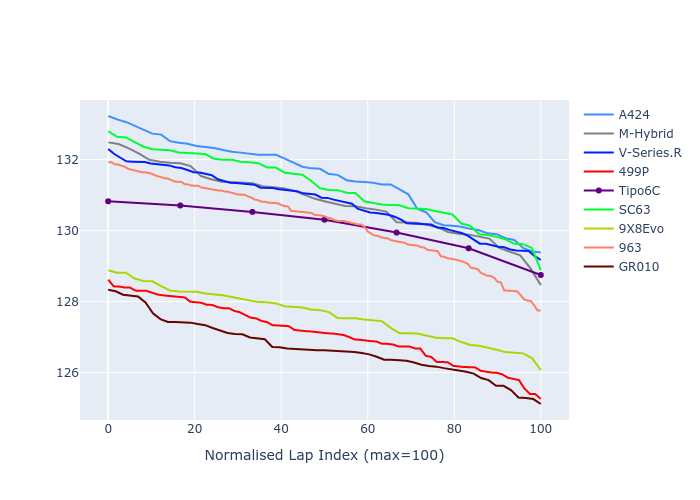 132
130
128
126
0
20
40
60
80
100
Normalised Lap Index (max=100)
A424
M-Hybrid
V-Series.R
499P
Tipo6C
SC63
9X8Evo
963
GR010